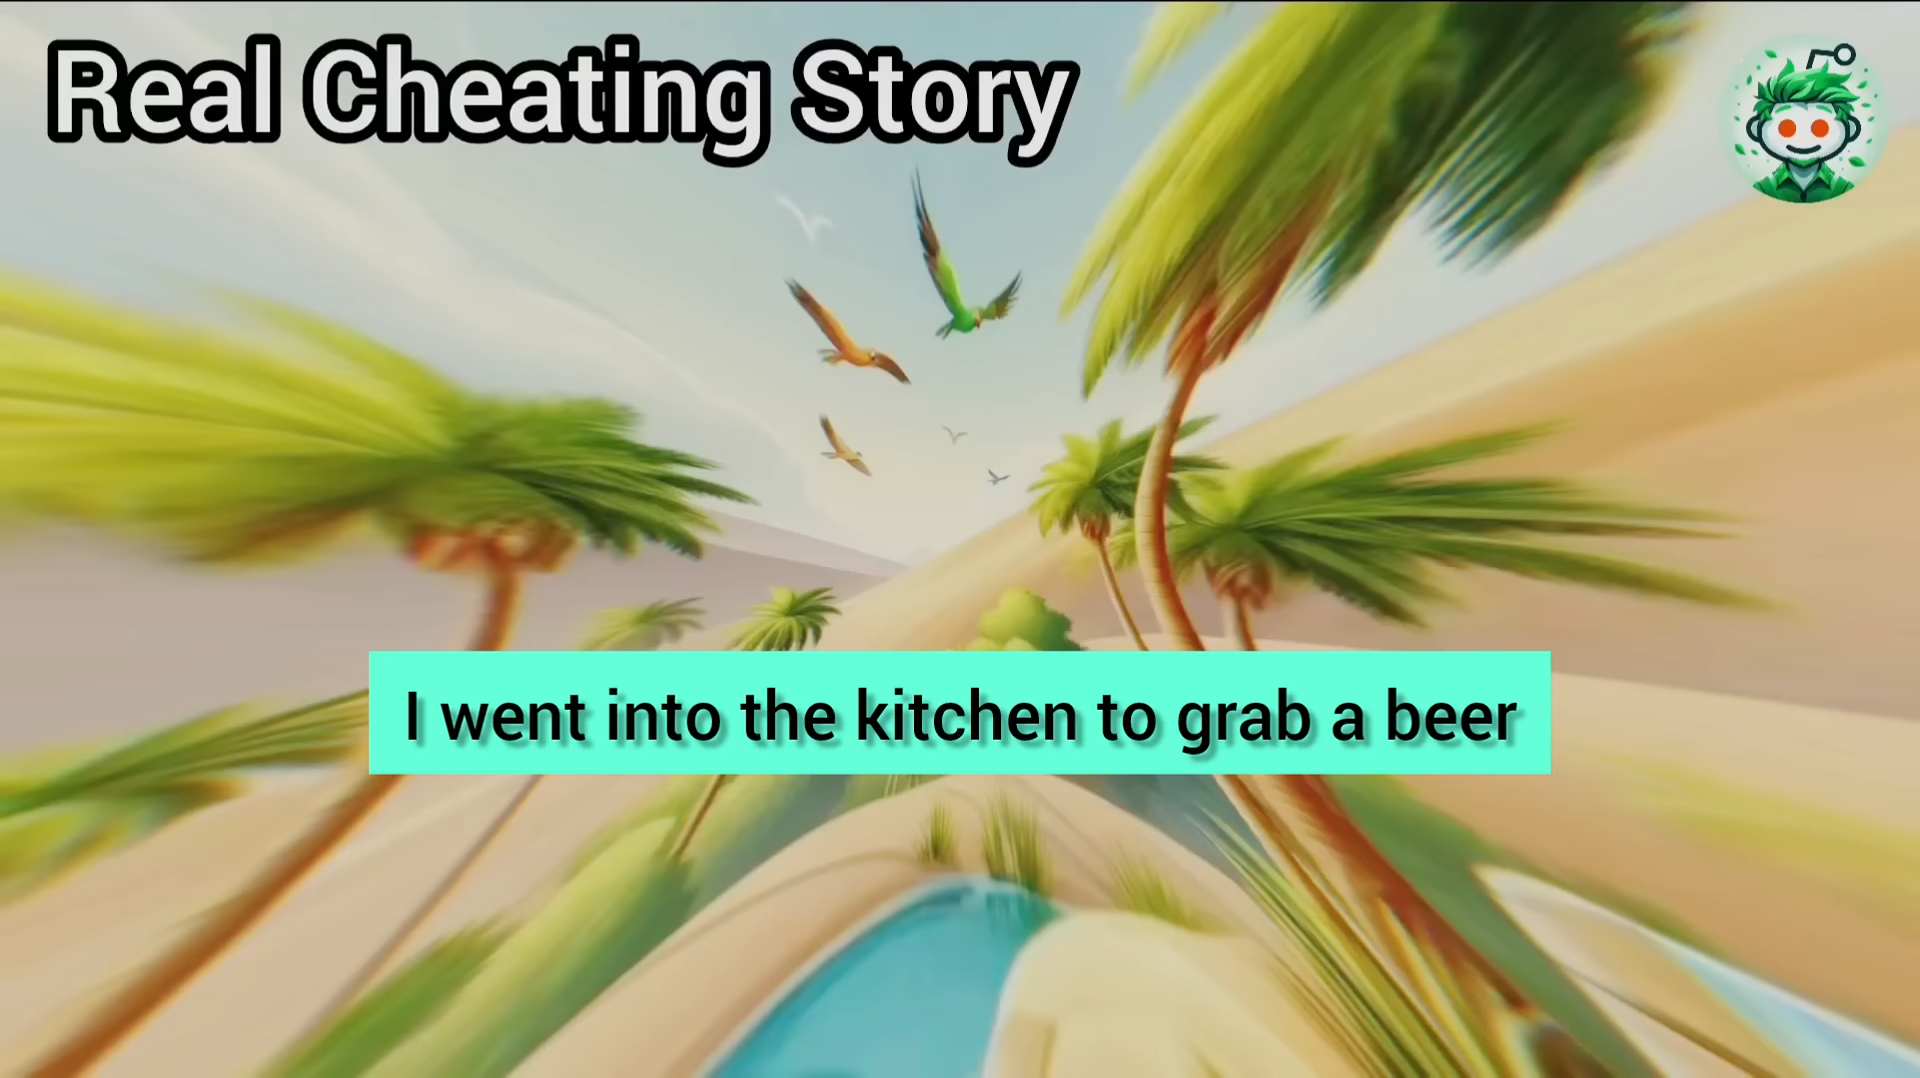 Real Cheating Story
I went into the kitchen to grab a beer